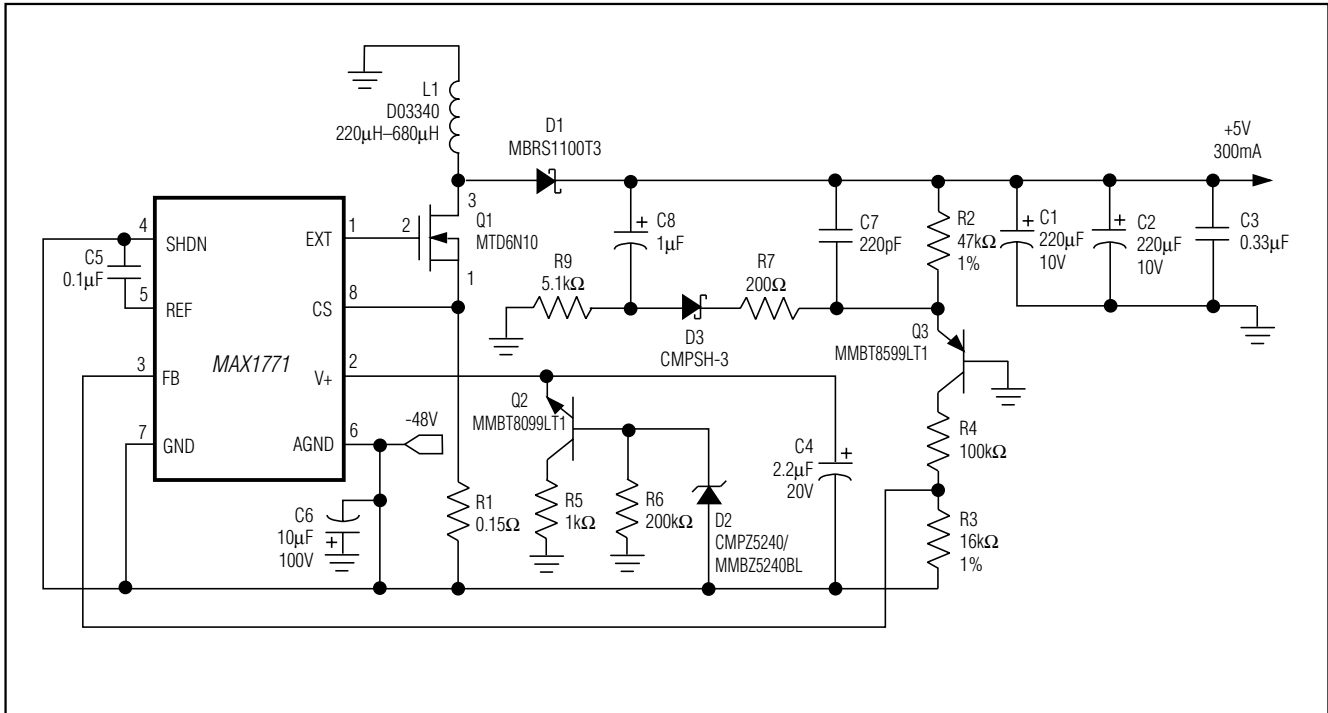 L1
D03340
220µH–680µH
D1
MBRS1100T3
+5V
300mA
3
Q1
MTD6N10
2
1
C8
+
1µF
C7
220pF
R2
47kΩ
1%
C1
+
220µF
10V
C2
+
220µF
10V
C3
0.33µF
4
SHDN
EXT
1
C5
0.1µF
5
REF
CS
8
R9
5.1kΩ
D3
CMPSH-3
R7
200Ω
Q3
MMBT8599LT1
MAX1771
3
FB
V+
2
Q2
MMBT8099LT1
7
GND
AGND
6
-48V
C4
+
2.2µF
20V
R4
100kΩ
C6
10µF
+
100V
R1
0.15Ω
R5
1kΩ
R6
200kΩ
D2
CMPZ5240/
MMBZ5240BL
R3
16kΩ
1%